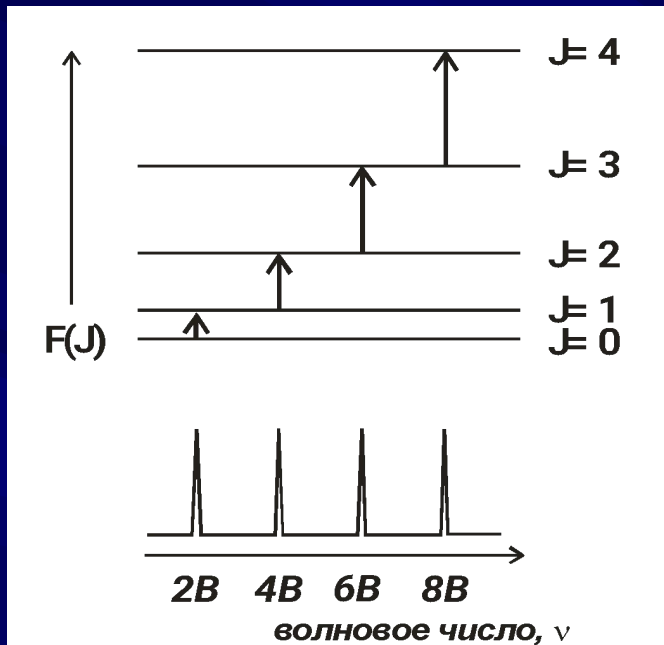 J= 4
J= 3
J= 2
J= 1
F(J)
J= 0
2B 4B 6B 8B
волновое число, ν